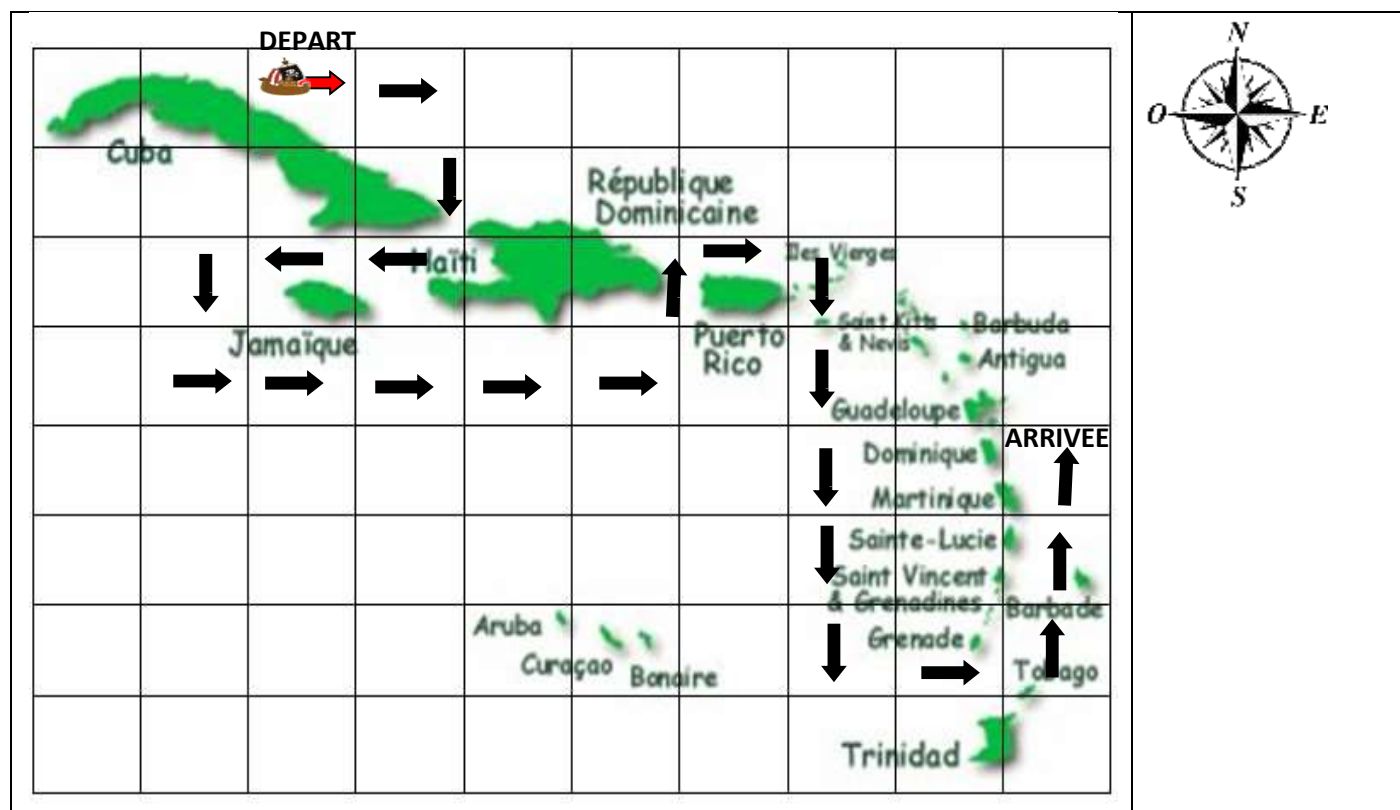 DEPART
N
O
E
S
Cuba
République
Dominicaine
Haïti
Iles Vierges
Jamaïque
Puerto
Rico
Saint Kitts
& Nevis
Barbuda
Antigua
Guadeloupe
ARRIVEE
Dominique
Martinique
Sainte-Lucie
Saint Vincent
& Grenadines
Barbade
Aruba
Curaçao
Bonaire
Grenade
Tobago
Trinidad